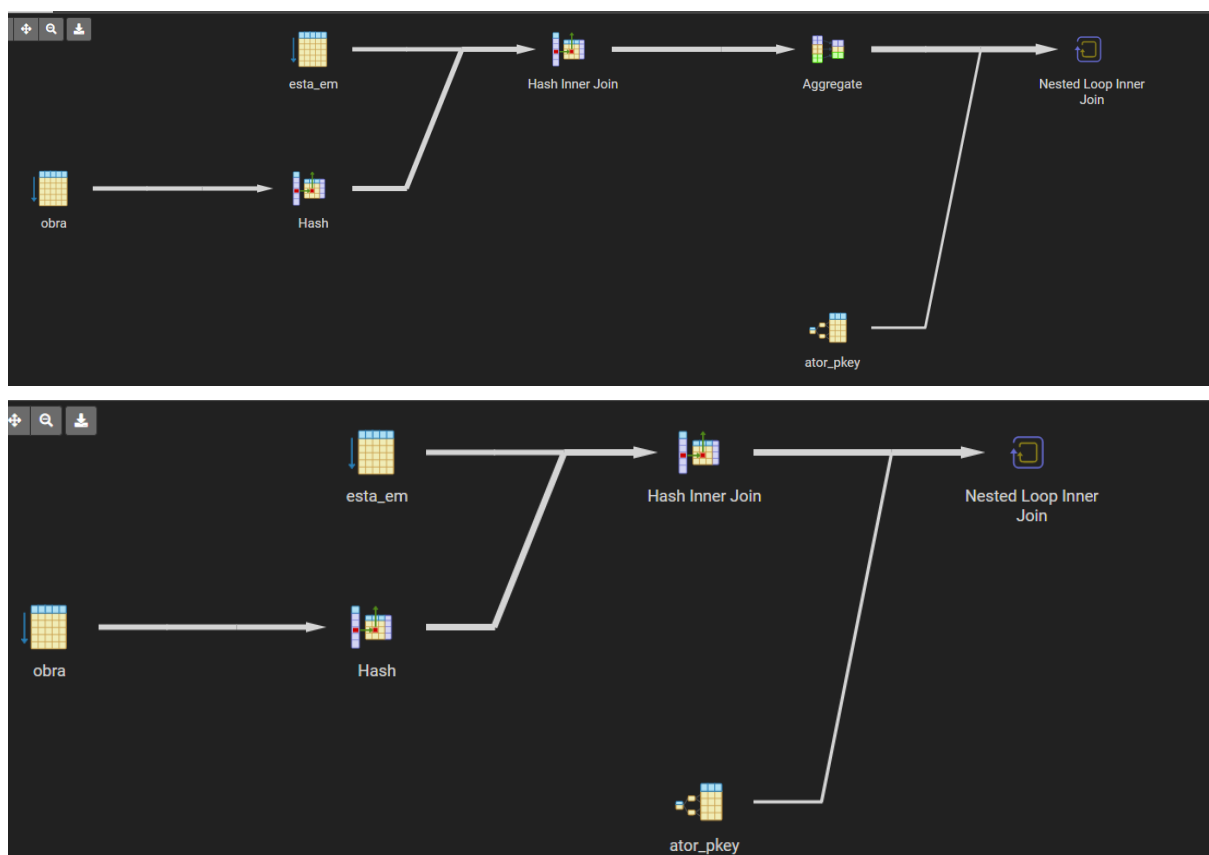 esta_em
Hash Inner Join
Aggregate
Nested Loop Inner
Join
obra
Hash
ator_pkey
esta_em
Hash Inner Join
Nested Loop Inner
Join
obra
Hash
ator_pkey